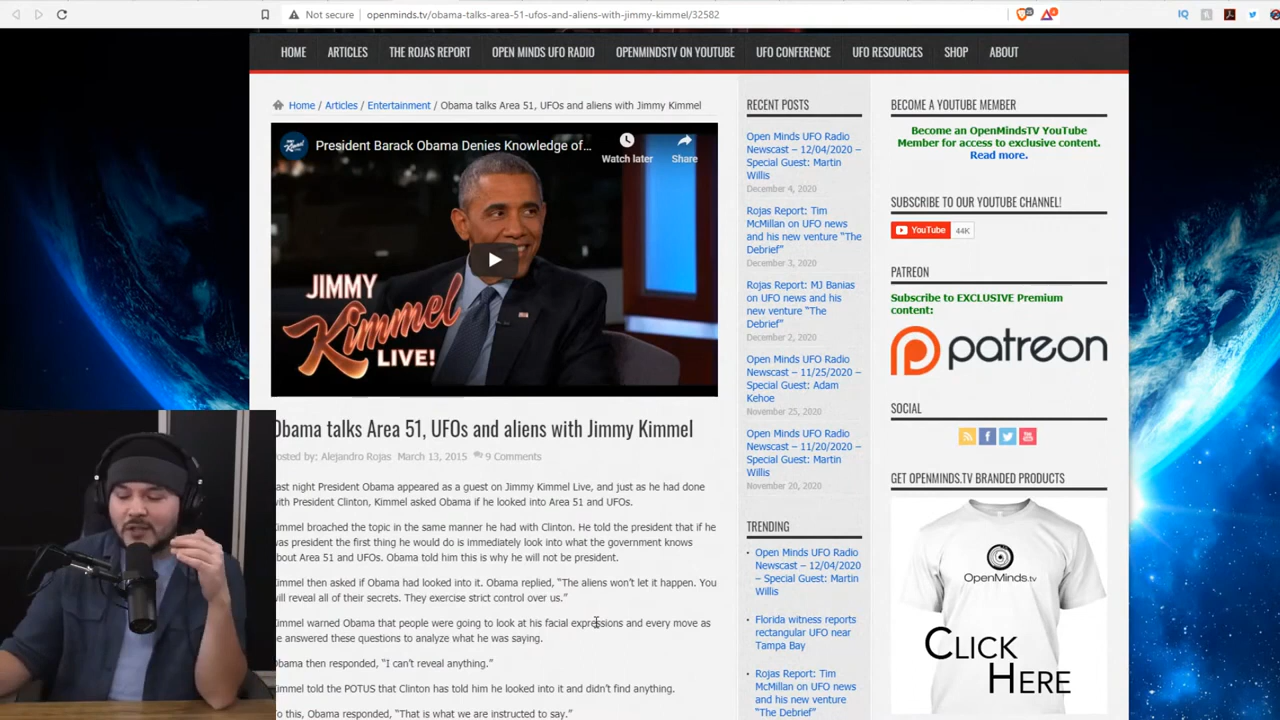 Not secure
openminds.tv/obama-talks-area-51-ufos-and-aliens-with-jimmy-kimmel/32582
HOME
ARTICLES
THE ROJAS REPORT
OPEN MINDS UFO RADIO
OPENMINDSTV ON YOUTUBE
UFO CONFERENCE
UFO RESOURCES
SHOP
ABOUT
Home / Articles / Entertainment / Obama talks Area 51, UFOs and aliens with Jimmy Kimmel
President Barack Obama Denies Knowledge of...
Watch later
Share
JIMMY
Kimmel
LIVE!
Obama talks Area 51, UFOs and aliens with Jimmy Kimmel
osted by: Alejandro Rojas March 13, 2015 9 Comments
ast night President Obama appeared as a guest on Jimmy Kimmel Live, and just as he had done
ith President Clinton, Kimmel asked Obama if he looked into Area 51 and UFOs.
immel broached the topic in the same manner he had with Clinton. He told the president that if he
was president the first thing he would do is immediately look into what the government knows
bout Area 51 and UFOs. Obama told him this is why he will not be president.
immel then asked if Obama had looked into it. Obama replied, “The aliens won’t let it happen. You
ill reveal all of their secrets. They exercise strict control over us.”
immel warned Obama that people were going to look at his facial expressions and every move as
e answered these questions to analyze what he was saying.
bama then responded, “I can’t reveal anything.”
immel told the POTUS that Clinton has told him he looked into it and didn’t find anything.
o this, Obama responded, “That is what we are instructed to say.”
RECENT POSTS
Open Minds UFO Radio
Newscast – 12/04/2020 –
Special Guest: Martin
Willis
December 4, 2020
Rojas Report: Tim
McMillan on UFO news
and his new venture “The
Debrief”
December 3, 2020
Rojas Report: MJ Banias
on UFO news and his
new venture “The
Debrief”
December 2, 2020
Open Minds UFO Radio
Newscast – 11/25/2020 –
Special Guest: Adam
Kehoe
November 25, 2020
Open Minds UFO Radio
Newscast – 11/20/2020 –
Special Guest: Martin
Willis
November 20, 2020
TRENDING
Open Minds UFO Radio
Newscast – 12/04/2020 –
Special Guest: Martin
Willis
Florida witness reports
rectangular UFO near
Tampa Bay
Rojas Report: Tim
McMillan on UFO news
and his new venture
“The Debrief”
BECOME A YOUTUBE MEMBER
Become an OpenMindsTV YouTube
Member for access to exclusive content.
Read more.
SUBSCRIBE TO OUR YOUTUBE CHANNEL!
YouTube 44K
PATREON
Subscribe to EXCLUSIVE Premium
content:
patreon
SOCIAL
GET OPENMINDS.TV BRANDED PRODUCTS
OPENMINDS.tv
CLICK
HERE